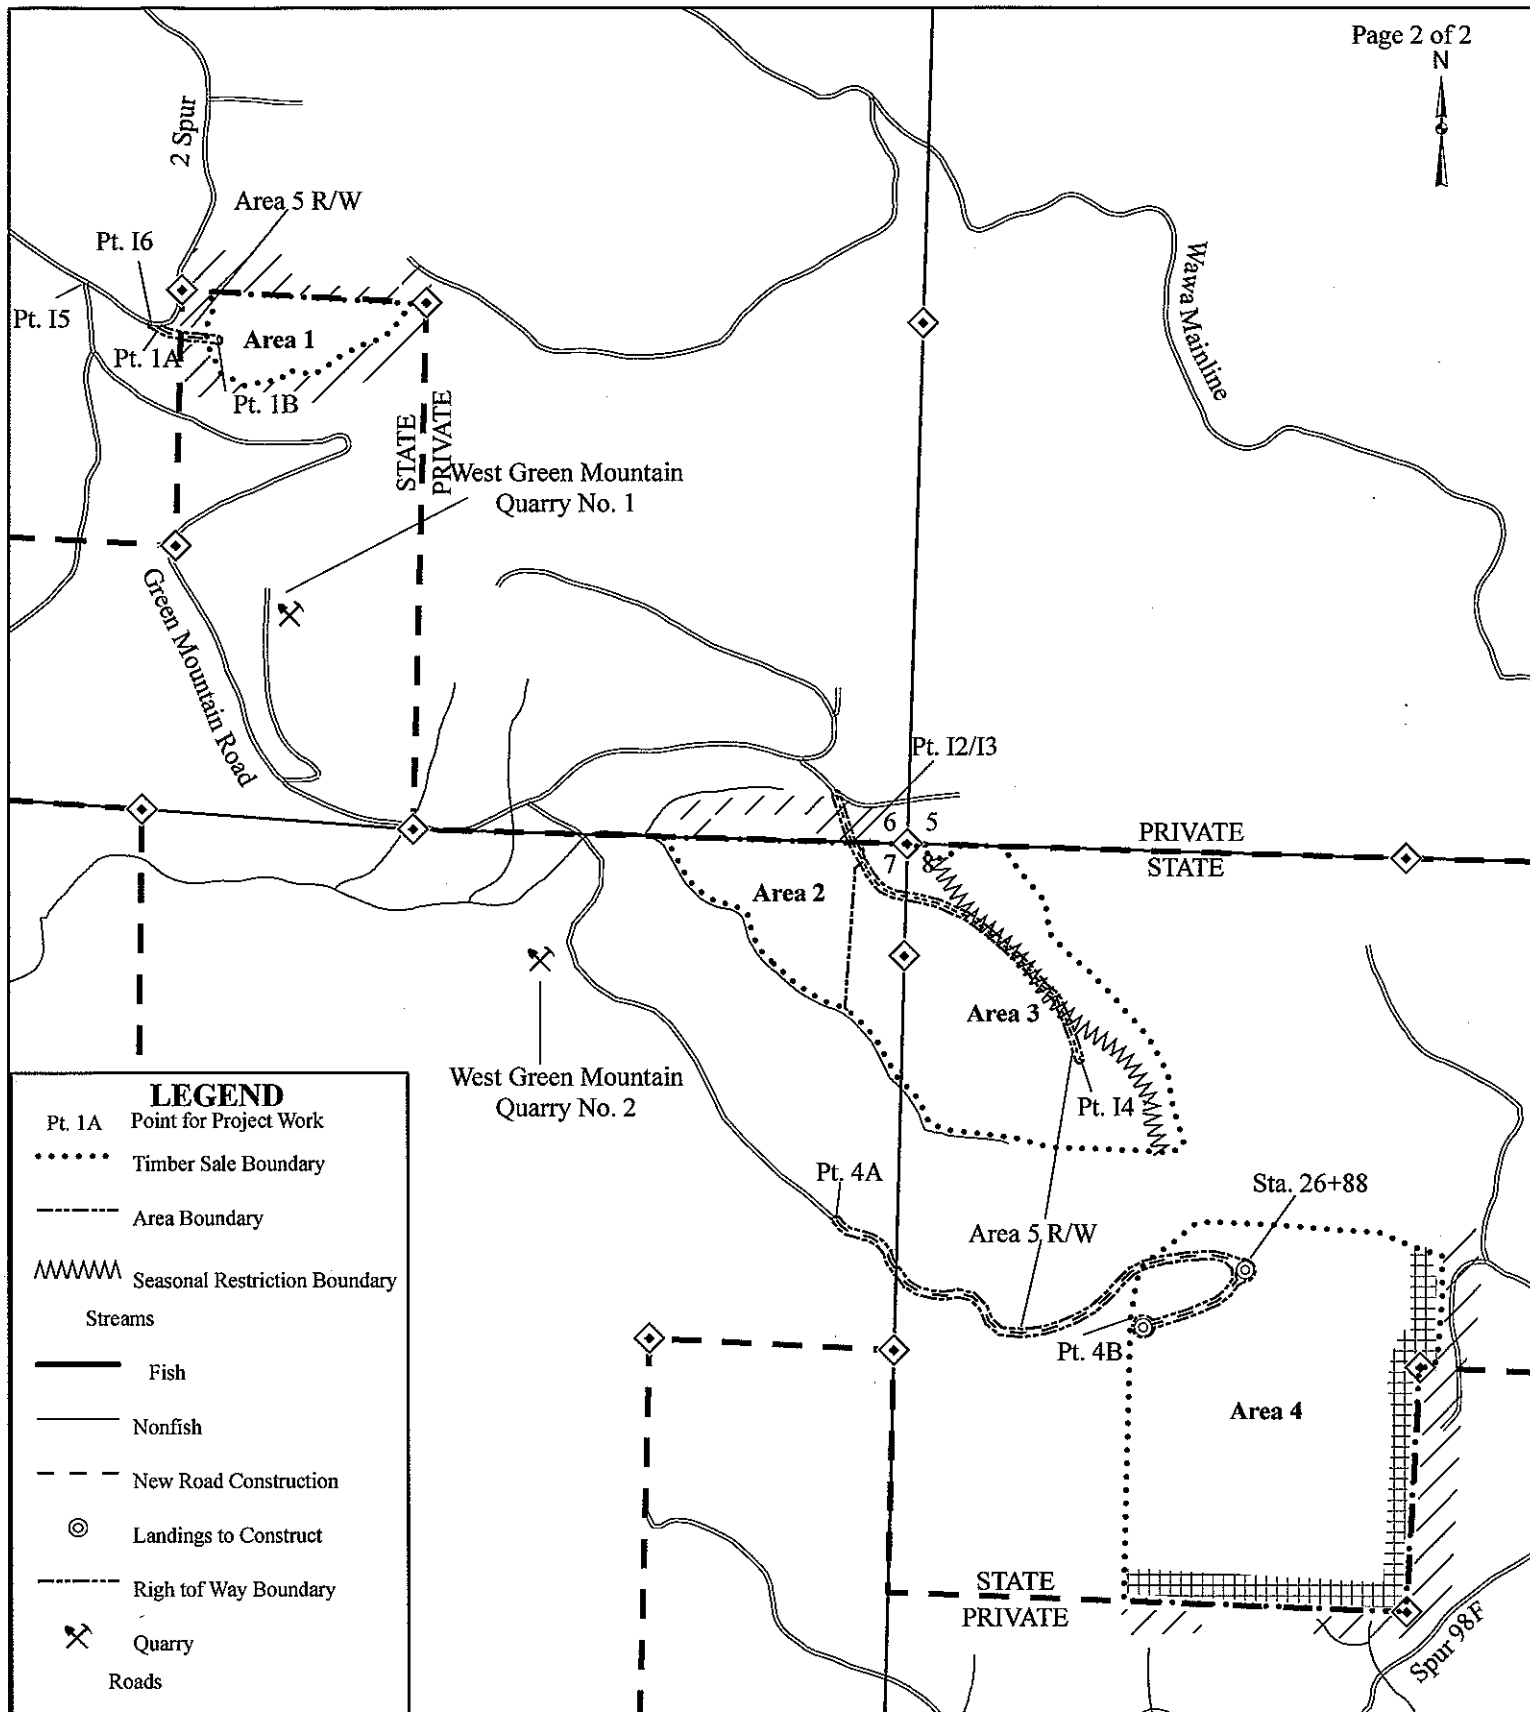 Page 2 of 2
N
2 Spur
Area 5 R/W
Pt. I6
Pt. I5
Area 1
Pt. 1A
Pt. 1B
Wawa Mainline
STATE
PRIVATE
West Green Mountain
Quarry No. 1
Green Mountain Road
Pt. I2/I3
6 5
7 8
PRIVATE
STATE
Area 2
Area 3
West Green Mountain
Quarry No. 2
Pt. I4
Pt. 4A
Sta. 26+88
Area 5 R/W
Pt. 4B
Area 4
STATE
PRIVATE
Spur 98F
LEGEND
Pt. 1A Point for Project Work
Timber Sale Boundary
Area Boundary
Seasonal Restriction Boundary
Streams
Fish
Nonfish
New Road Construction
Landings to Construct
Righ tof Way Boundary
Quarry
Roads